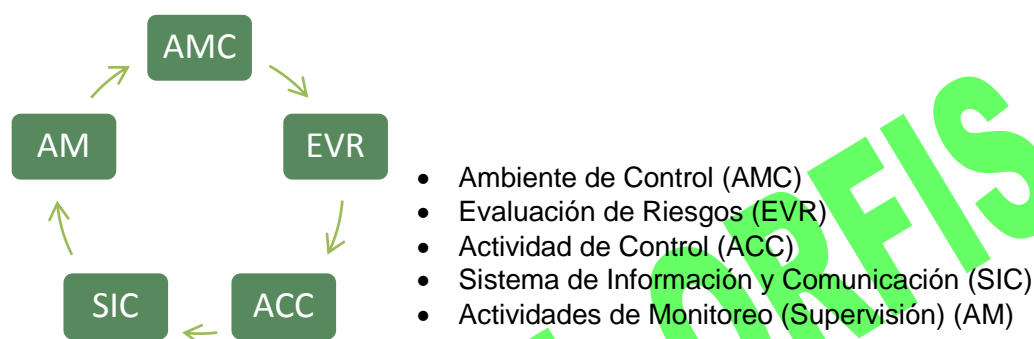 AMC
AM
EVR
SIC
ACC
• Ambiente de Control (AMC)
• Evaluación de Riesgos (EVR)
• Actividad de Control (ACC)
• Sistema de Información y Comunicación (SIC)
• Actividades de Monitoreo (Supervisión) (AM)
ORFIS